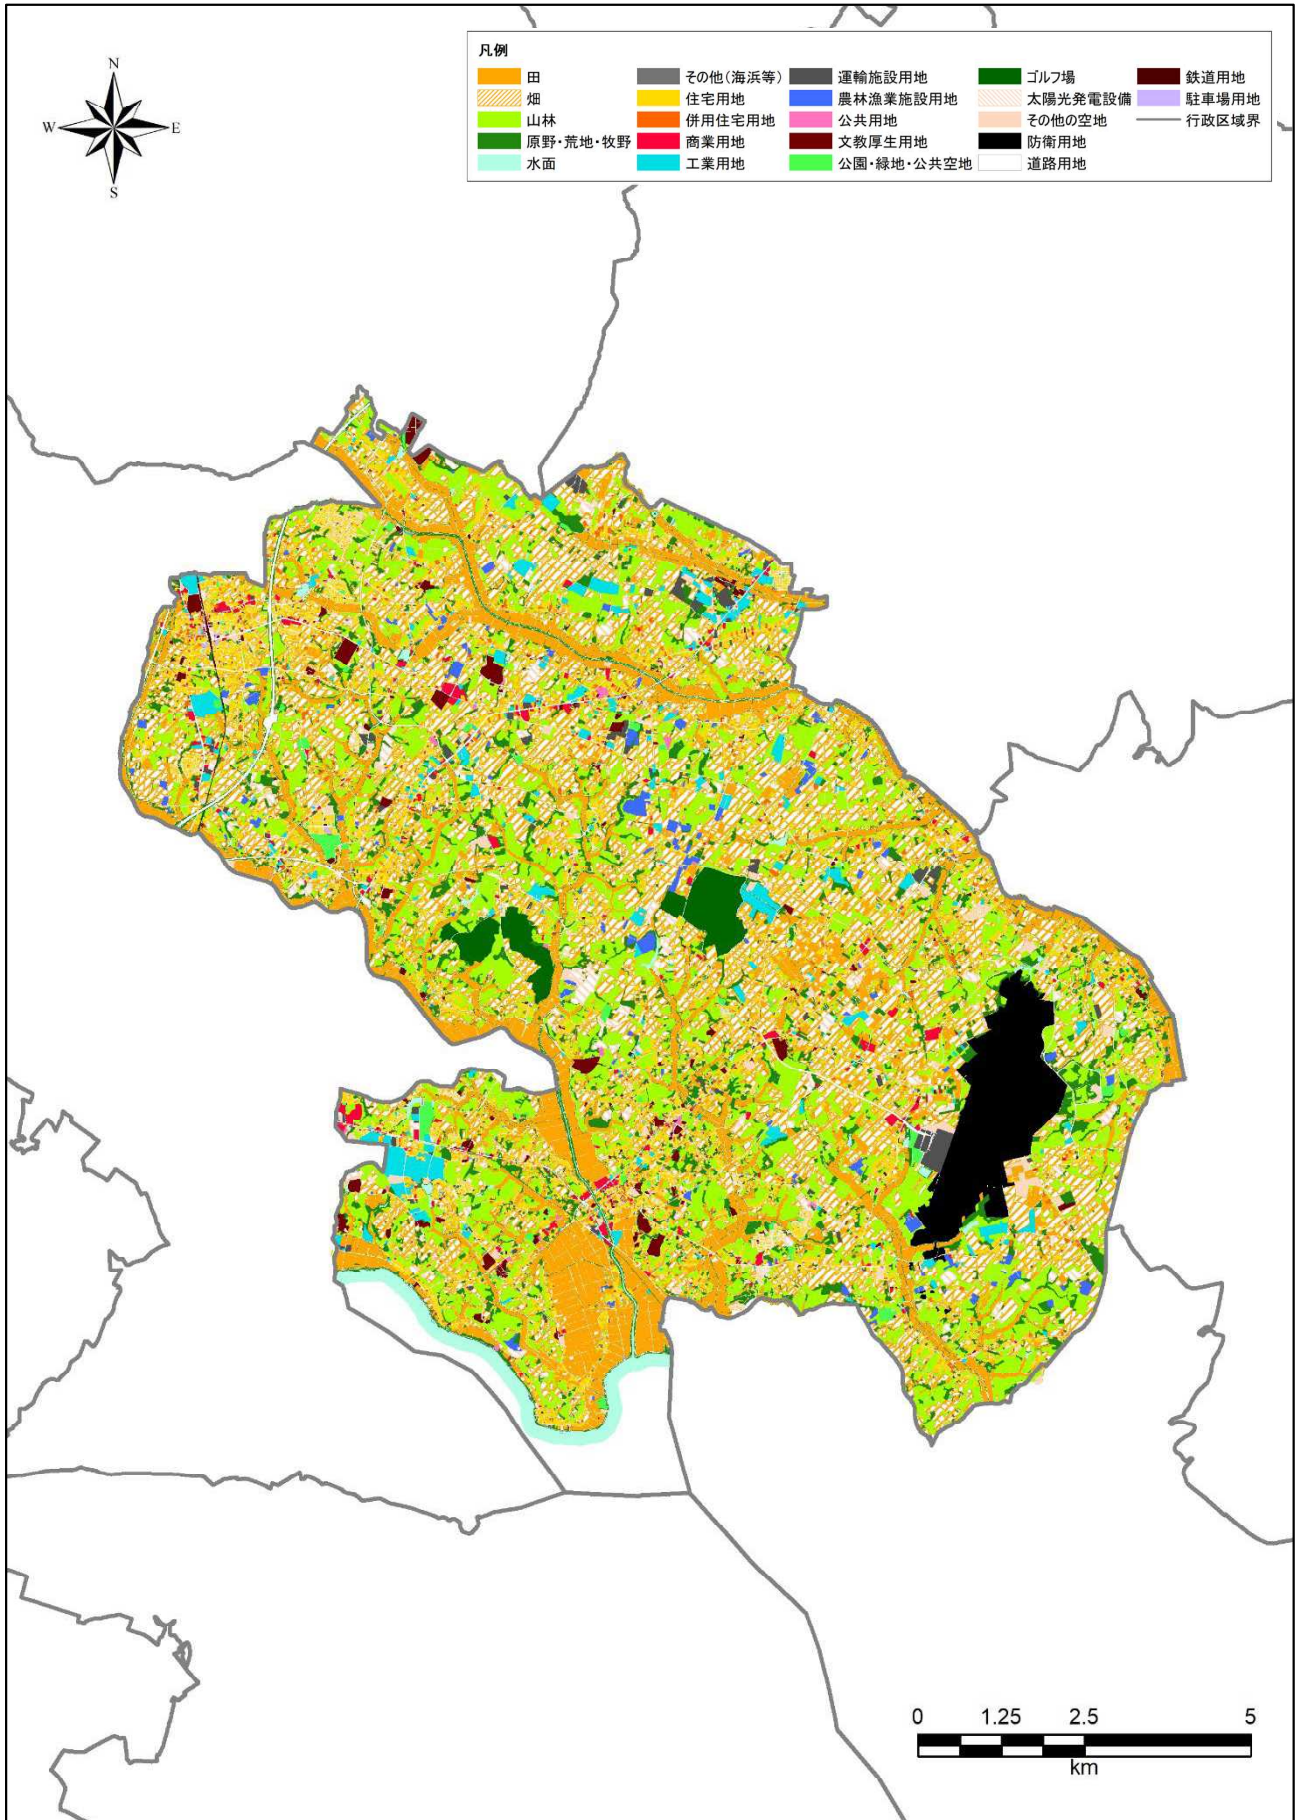 N
W E
S
凡例
田 その他(海浜等) 運輸施設用地 ゴルフ場 鉄道用地
畑 住宅用地 農林漁業施設用地 太陽光発電設備 駐車場用地
山林 併用住宅用地 公共用地 その他の空地 行政区域界
原野・荒地・牧野 商業用地 文教厚生用地 防衛用地
水面 工業用地 公園・緑地・公共空地 道路用地
0 1.25 2.5 5
km